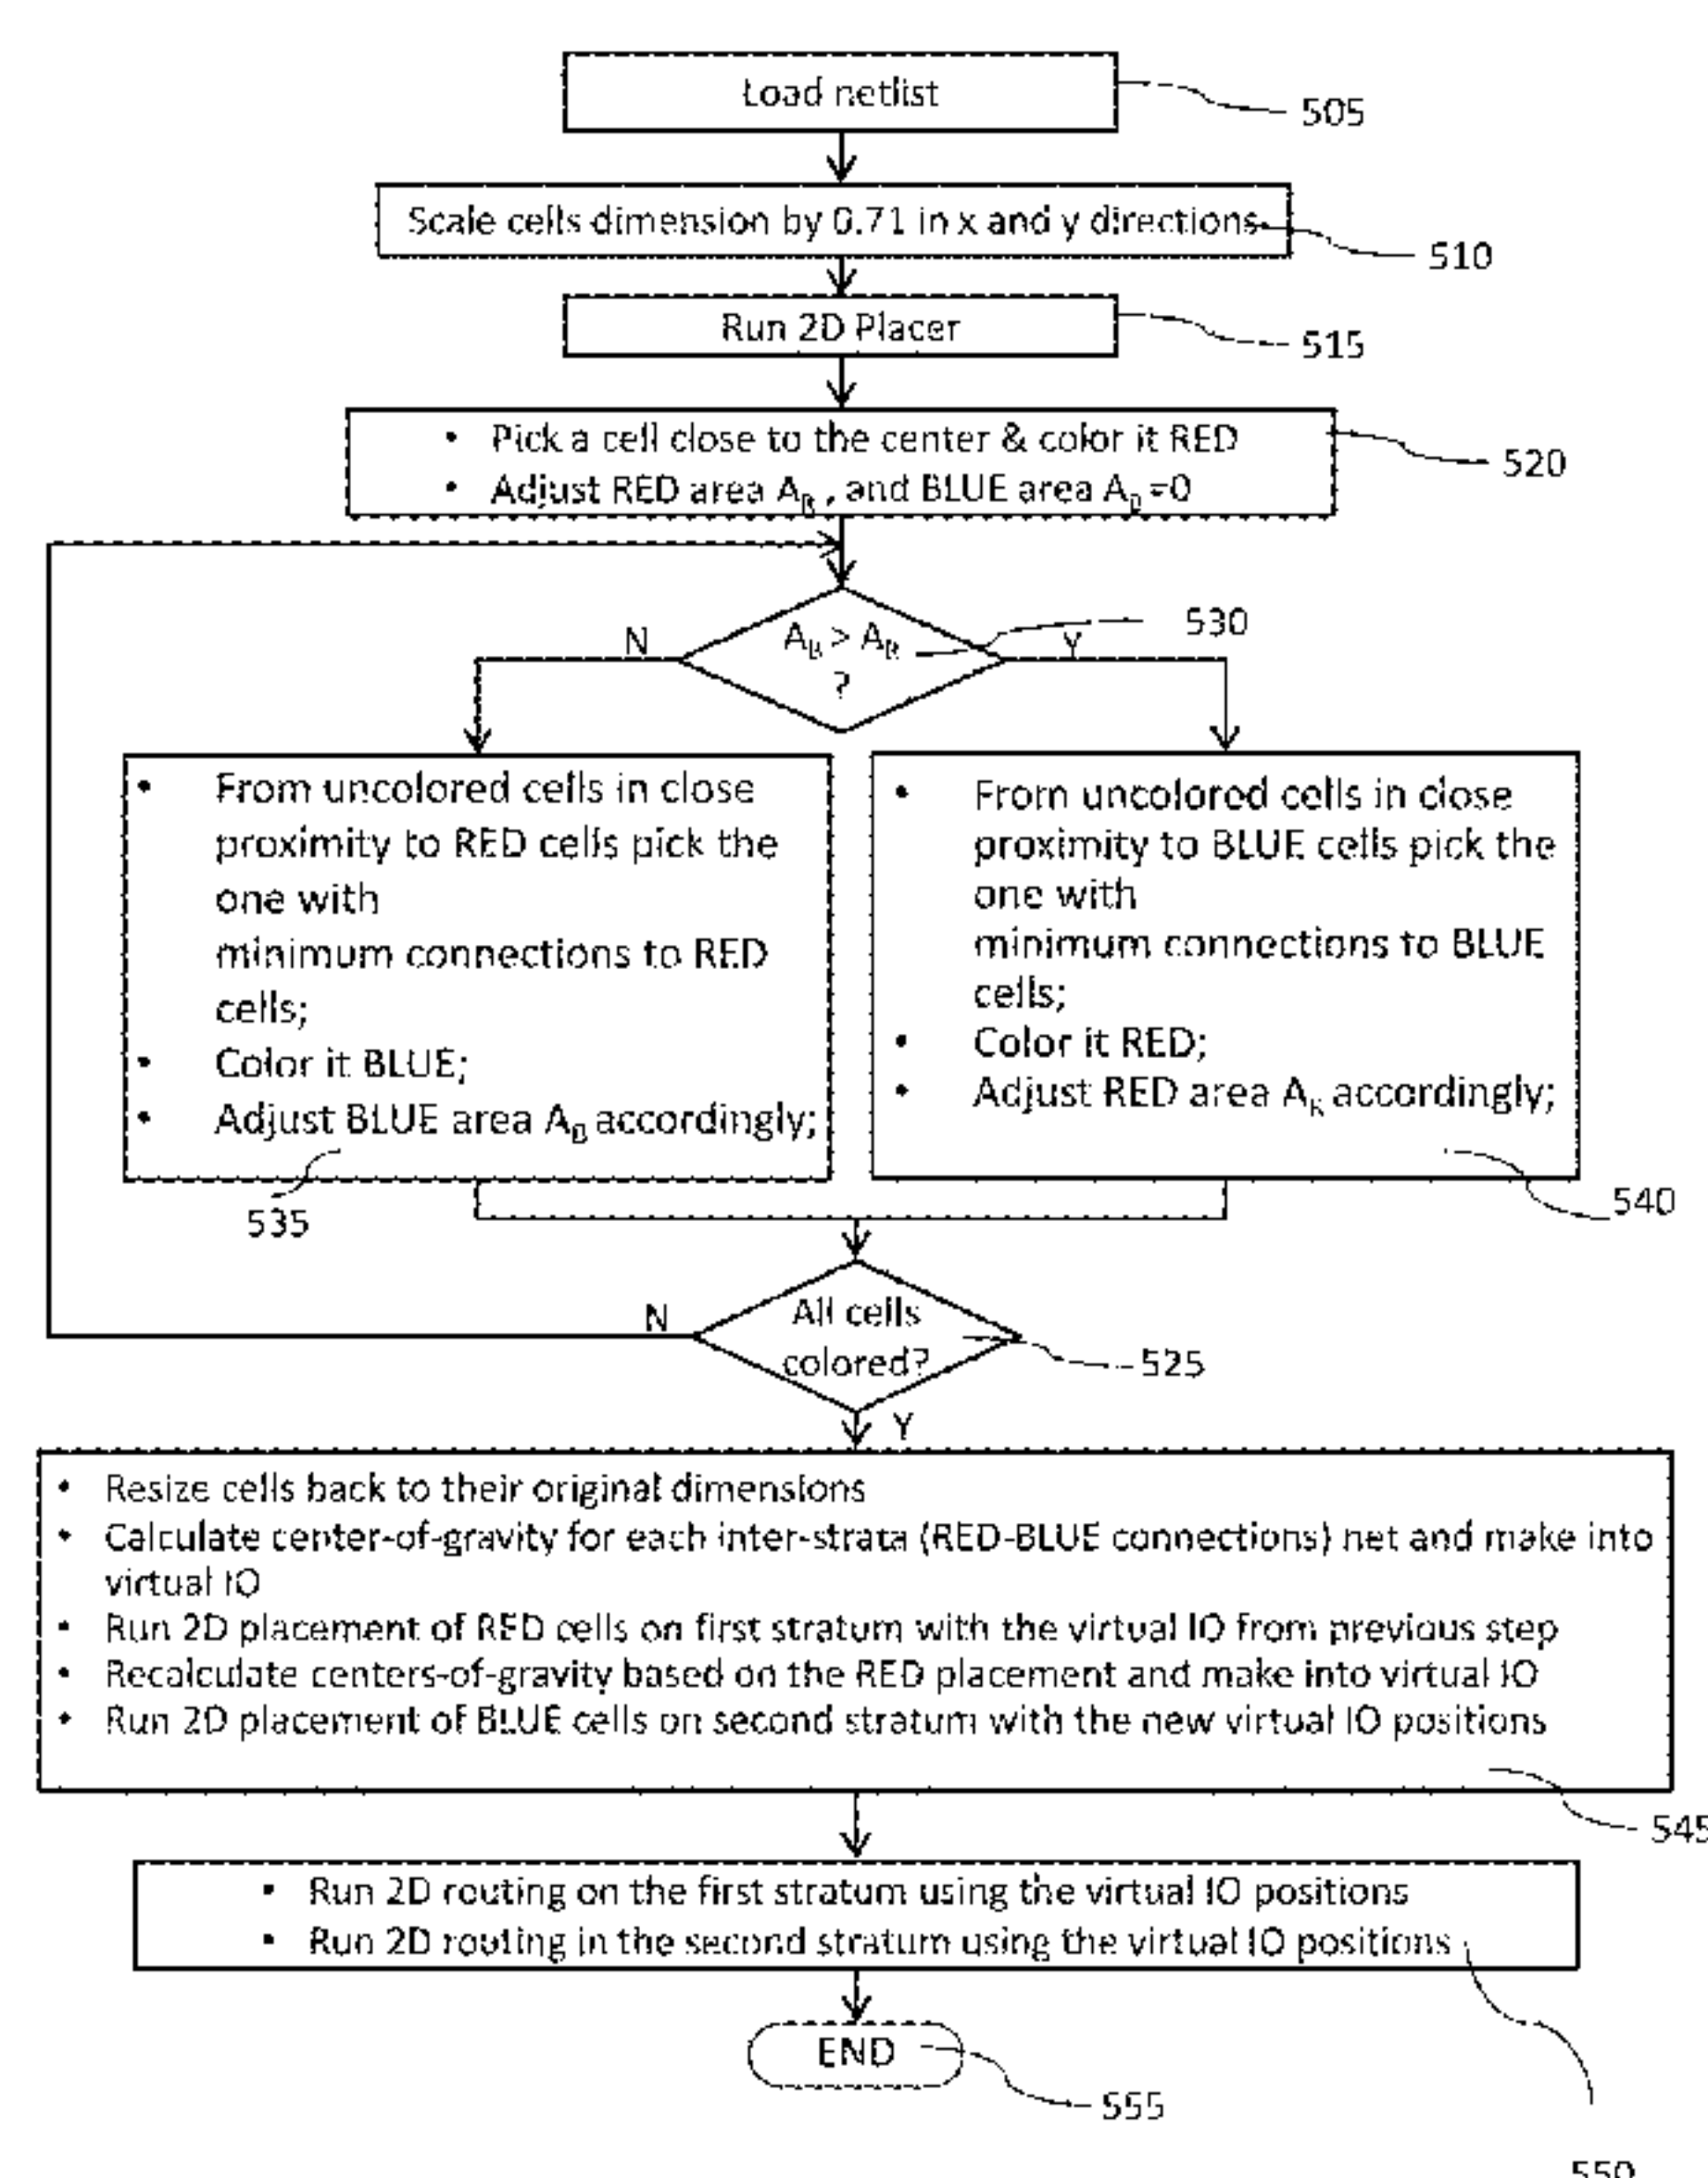 Load netlist
505
Scale cells dimension by 0.71 in x and y directions
510
Run 2D Placer
515
• Pick a cell close to the center & color it RED
• Adjust RED area A_R, and BLUE area A_B=0
520
530
N
A_B > A_R
?
Y
• From uncolored cells in close
proximity to RED cells pick the
one with
minimum connections to RED
cells;
• Color it BLUE;
• Adjust BLUE area A_B accordingly;
535
• From uncolored cells in close
proximity to BLUE cells pick the
one with
minimum connections to BLUE
cells;
• Color it RED;
• Adjust RED area A_R accordingly;
540
N
All cells
colored?
525
Y
• Resize cells back to their original dimensions
• Calculate center-of-gravity for each inter-strata (RED-BLUE connections) net and make into
virtual IO
• Run 2D placement of RED cells on first stratum with the virtual IO from previous step
• Recalculate centers-of-gravity based on the RED placement and make into virtual IO
• Run 2D placement of BLUE cells on second stratum with the new virtual IO positions
545
• Run 2D routing on the first stratum using the virtual IO positions
• Run 2D routing in the second stratum using the virtual IO positions
END
555
550